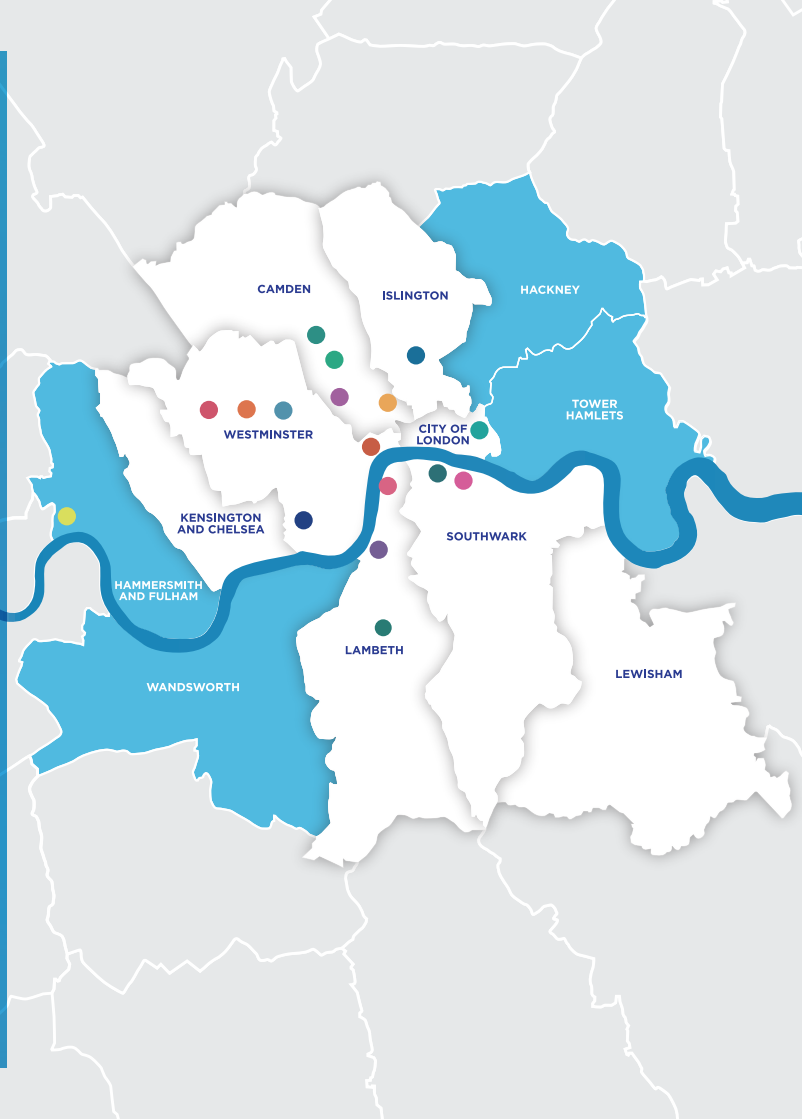 CAMDEN
ISLINGTON
HACKNEY
TOWER
HAMLETS
WESTMINSTER
CITY OF
LONDON
KENSINGTON
AND CHELSEA
SOUTHWARK
HAMMERSMITH
AND FULHAM
LAMBETH
LEWISHAM
WANDSWORTH